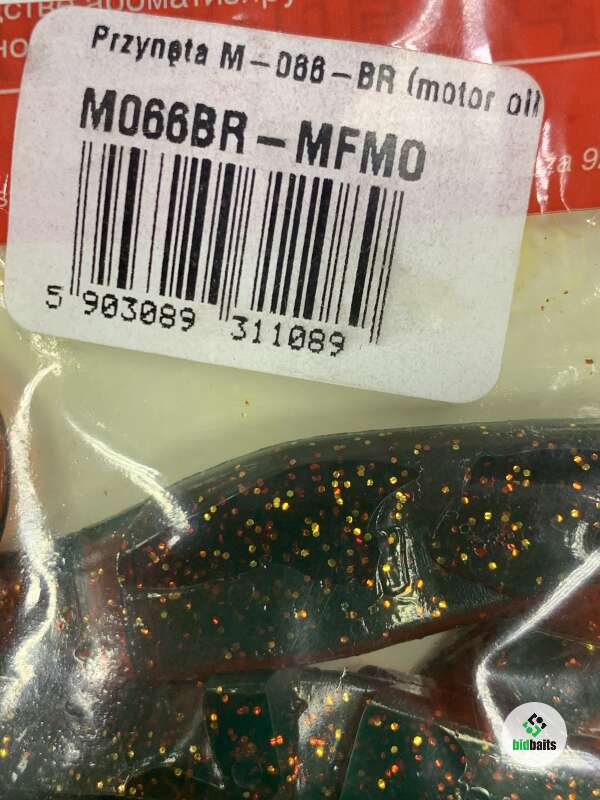 Przynęta M-066-BR (motor oil
M066BR-MFMO
5 903089 311089
bidbaits